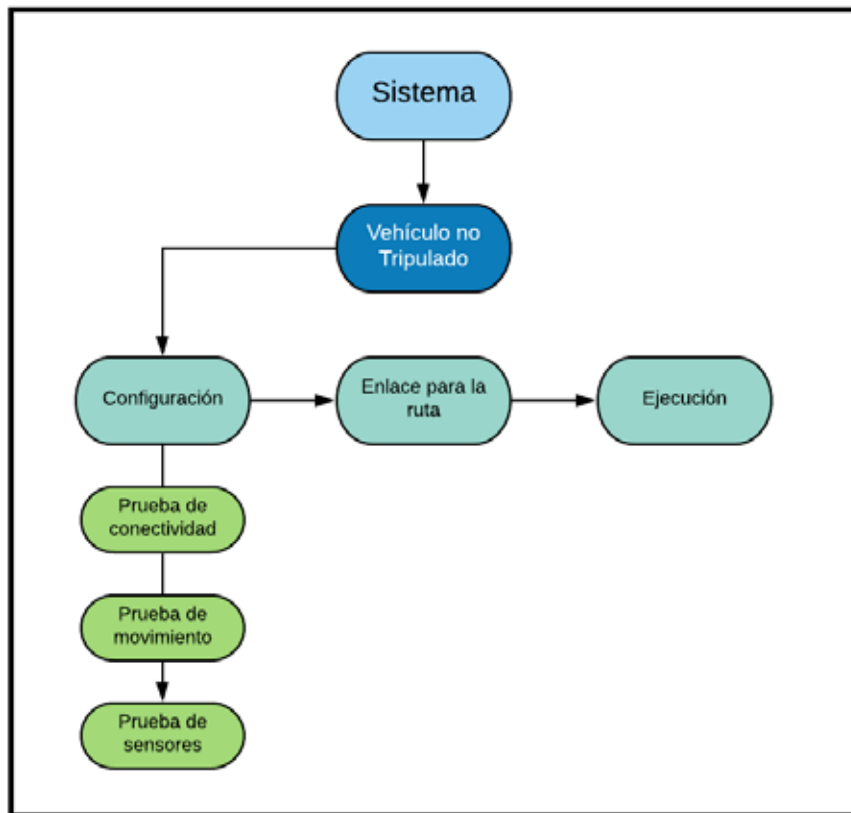 Sistema
Vehículo no
Tripulado
Configuración
Enlace para la
ruta
Ejecución
Prueba de
conectividad
Prueba de
movimiento
Prueba de
sensores